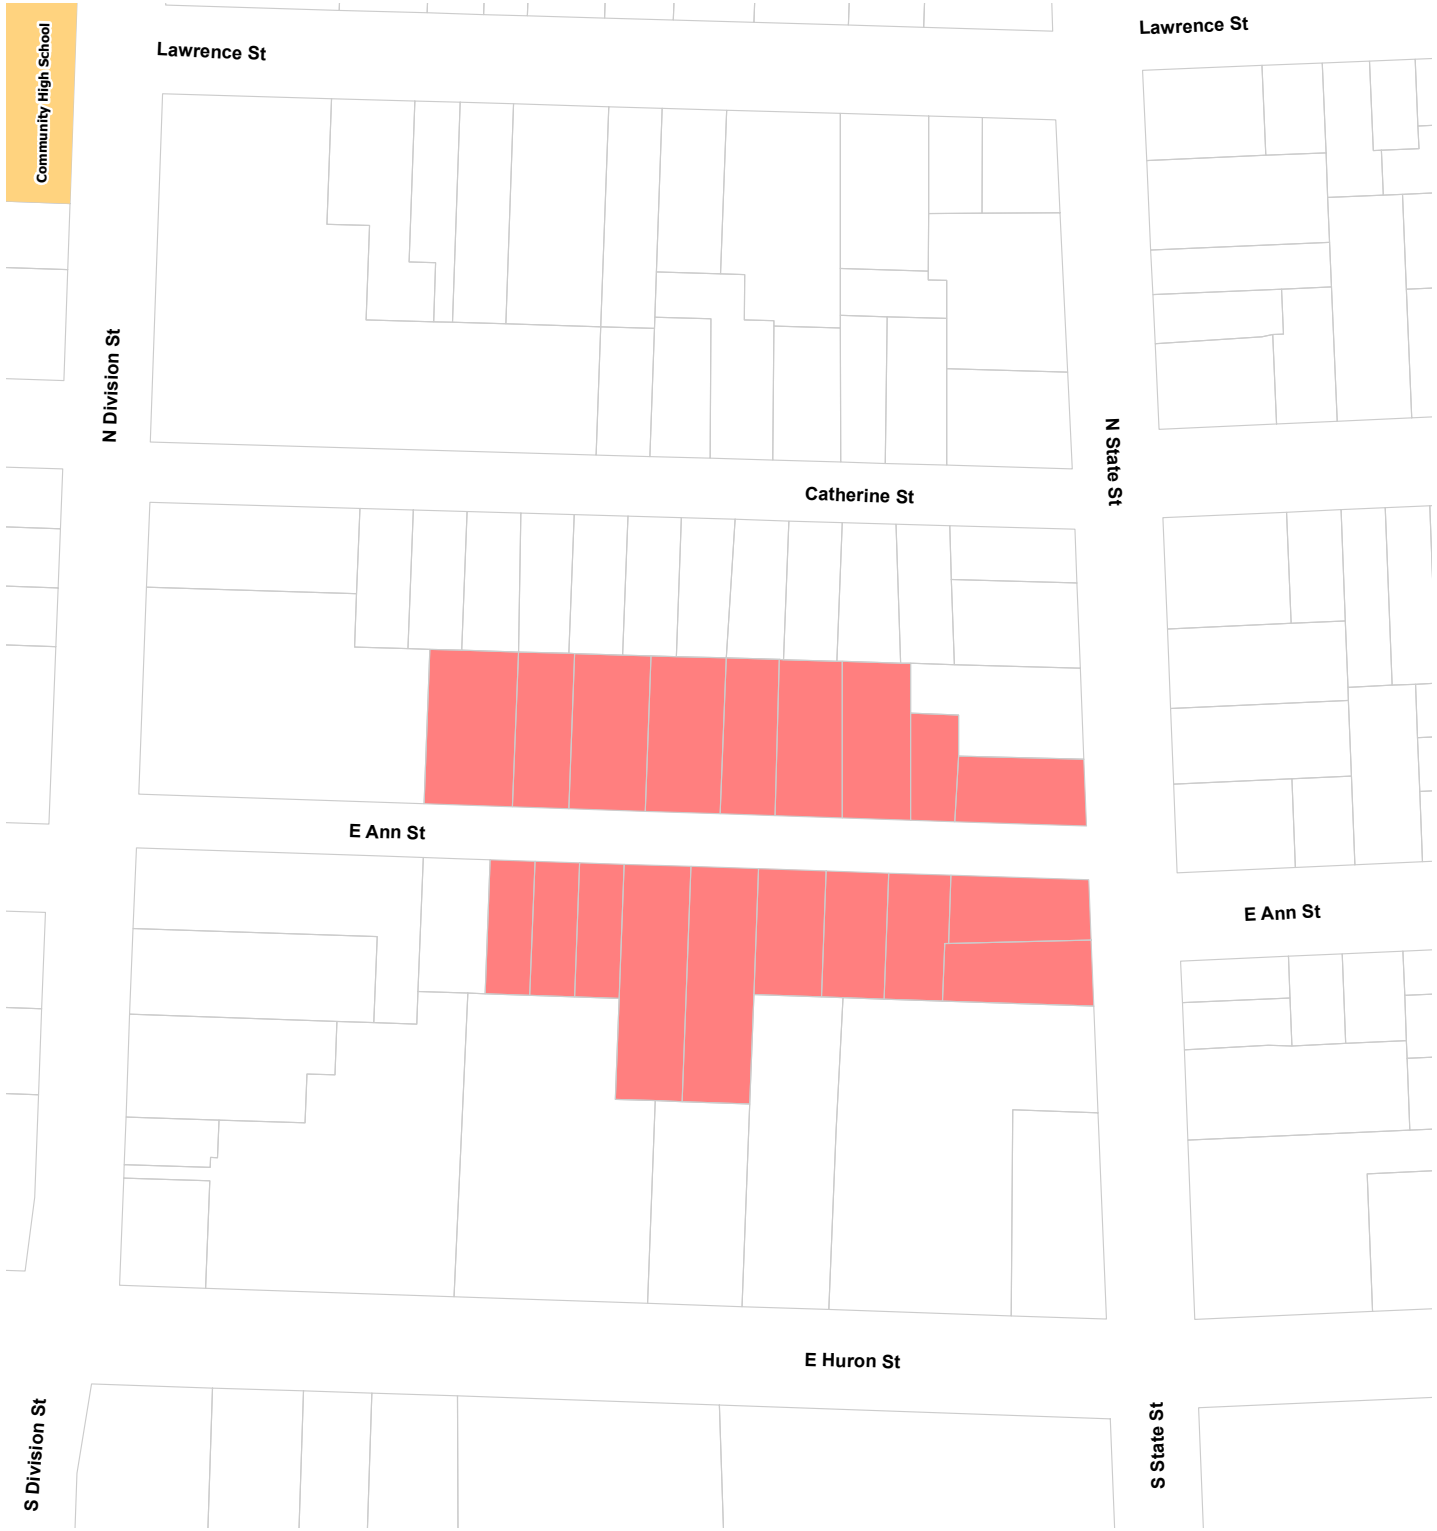 Community High School
Lawrence St
Lawrence St
N Division St
N State St
Catherine St
E Ann St
E Ann St
E Huron St
S Division St
S State St